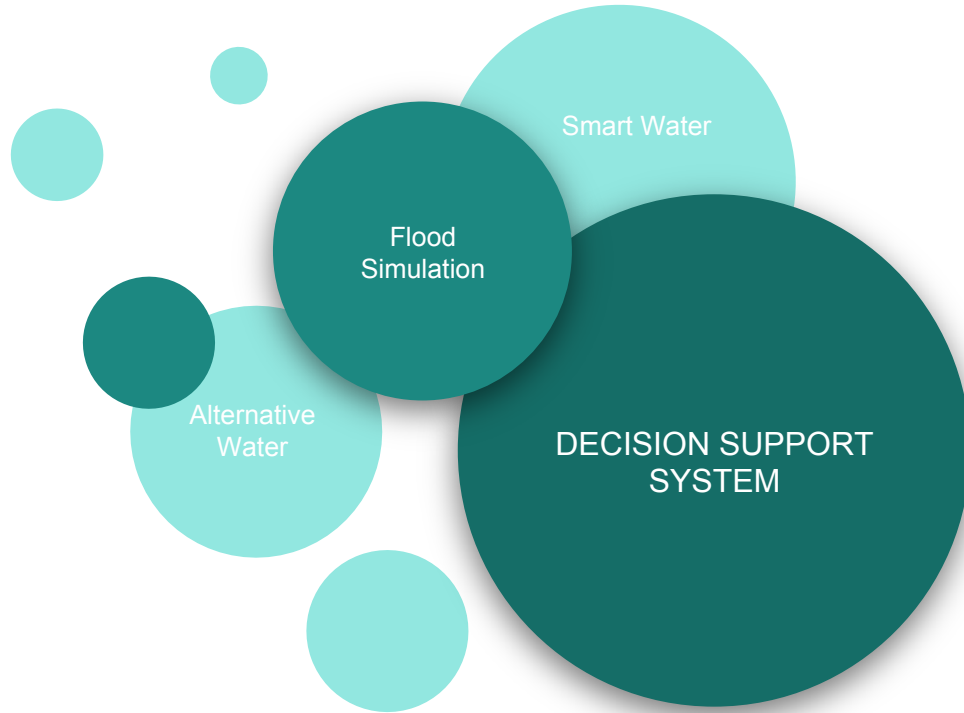 Smart Water
Flood
Simulation
Alternative
Water
DECISION SUPPORT
SYSTEM